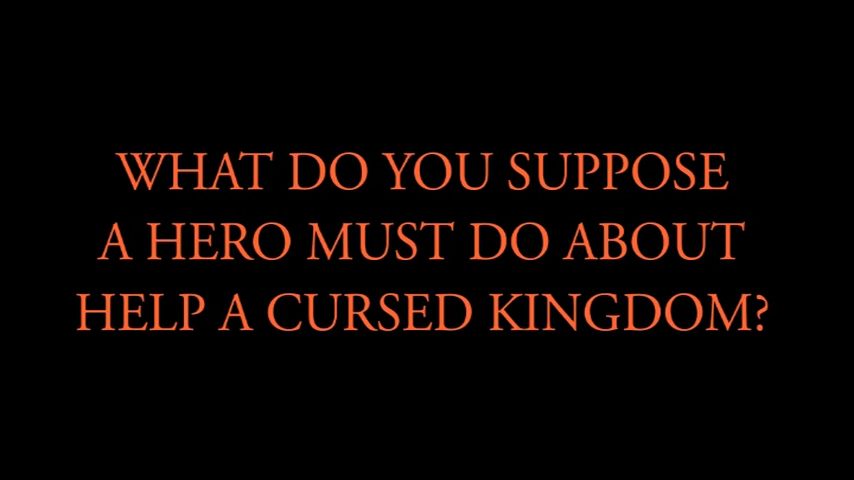 WHAT DO YOU SUPPOSE
A HERO MUST DO ABOUT
HELP A CURSED KINGDOM?